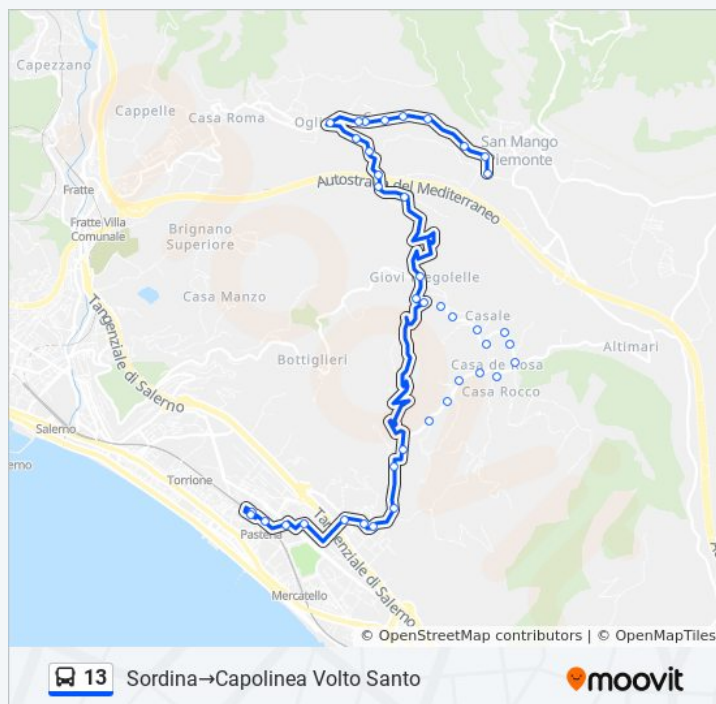 Capezzano
Cappelle
Casa Roma
Ogli
San Mango
Piemonte
Autostrada del Mediterraneo
Fratte
Fratte Villa
Comunale
Brignano
Superiore
Casa Manzo
Giovi
Casale
Tangenziale di Salerno
Bottiglieri
Casa de Rosa
Altimari
Casa Rocco
Salerno
Torrione
Pastena
Tangenziale di Salerno
Mercatello
© OpenStreetMap contributors | © OpenMapTiles
13 Sordina→Capolinea Volto Santo
moovit